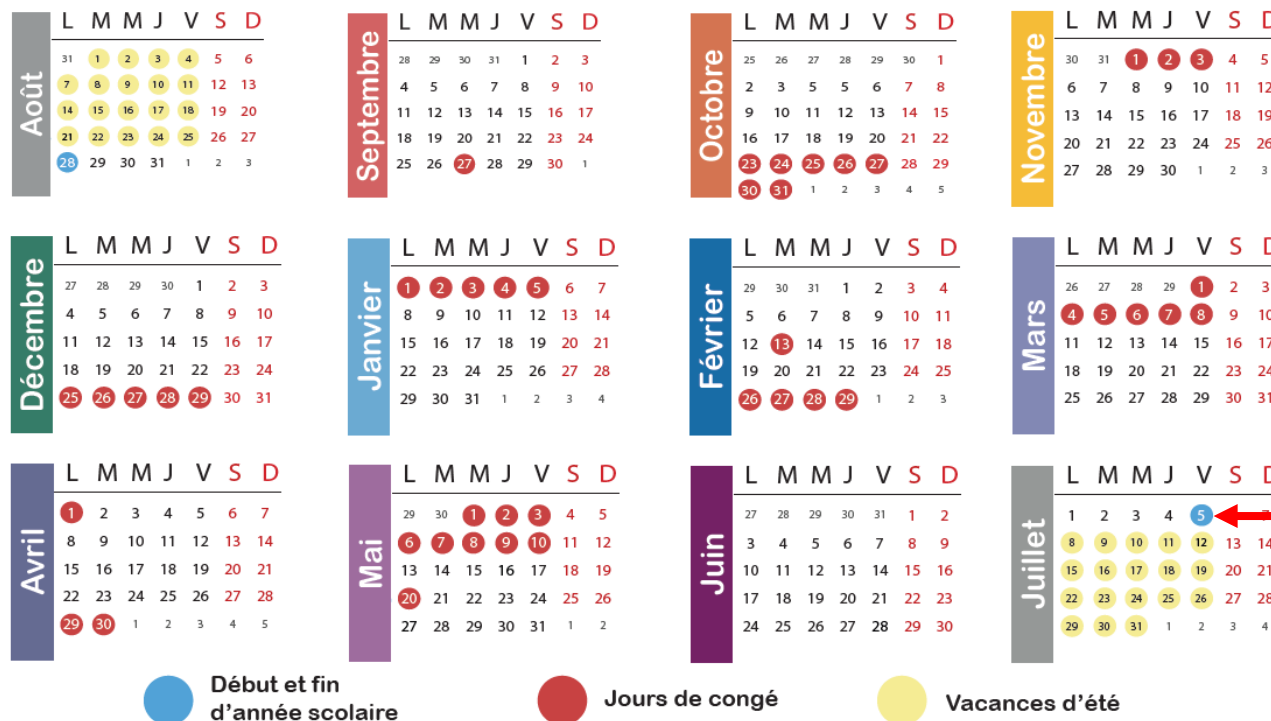 Août
L M M J V S D
31 1 2 3 4 5 6
7 8 9 10 11 12 13
14 15 16 17 18 19 20
21 22 23 24 25 26 27
28 29 30 31 1 2 3
Septembre
L M M J V S D
28 29 30 31 1 2 3
4 5 6 7 8 9 10
11 12 13 14 15 16 17
18 19 20 21 22 23 24
25 26 27 28 29 30 1
Octobre
L M M J V S D
25 26 27 28 29 30 1
2 3 5 5 6 7 8
9 10 11 12 13 14 15
16 17 18 19 20 21 22
23 24 25 26 27 28 29
30 31 1 2 3 4 5
Novembre
L M M J V S D
30 31 1 2 3 4 5
6 7 8 9 10 11 12
13 14 15 16 17 18 19
20 21 22 23 24 25 26
27 28 29 30 1 2 3
Décembre
L M M J V S D
27 28 29 30 1 2 3
4 5 6 7 8 9 10
11 12 13 14 15 16 17
18 19 20 21 22 23 24
25 26 27 28 29 30 31
Janvier
L M M J V S D
1 2 3 4 5 6 7
8 9 10 11 12 13 14
15 16 17 18 19 20 21
22 23 24 25 26 27 28
29 30 31 1 2 3 4
Février
L M M J V S D
29 30 31 1 2 3 4
5 6 7 8 9 10 11
12 13 14 15 16 17 18
19 20 21 22 23 24 25
26 27 28 29 1 2 3
Mars
L M M J V S D
26 27 28 29 1 2 3
4 5 6 7 8 9 10
11 12 13 14 15 16 17
18 19 20 21 22 23 24
25 26 27 28 29 30 31
Avril
L M M J V S D
1 2 3 4 5 6 7
8 9 10 11 12 13 14
15 16 17 18 19 20 21
22 23 24 25 26 27 28
29 30 1 2 3 4 5
Mai
L M M J V S D
29 30 1 2 3 4 5
6 7 8 9 10 11 12
13 14 15 16 17 18 19
20 21 22 23 24 25 26
27 28 29 30 31 1 2
Juin
L M M J V S D
27 28 29 30 31 1 2
3 4 5 6 7 8 9
10 11 12 13 14 15 16
17 18 19 20 21 22 23
24 25 26 27 28 29 30
Juillet
L M M J V S D
1 2 3 4 5
8 9 10 11 12 13 14
15 16 17 18 19 20 21
22 23 24 25 26 27 28
29 30 31 1 2 3 4
Début et fin
d'année scolaire
Jours de congé
Vacances d'été